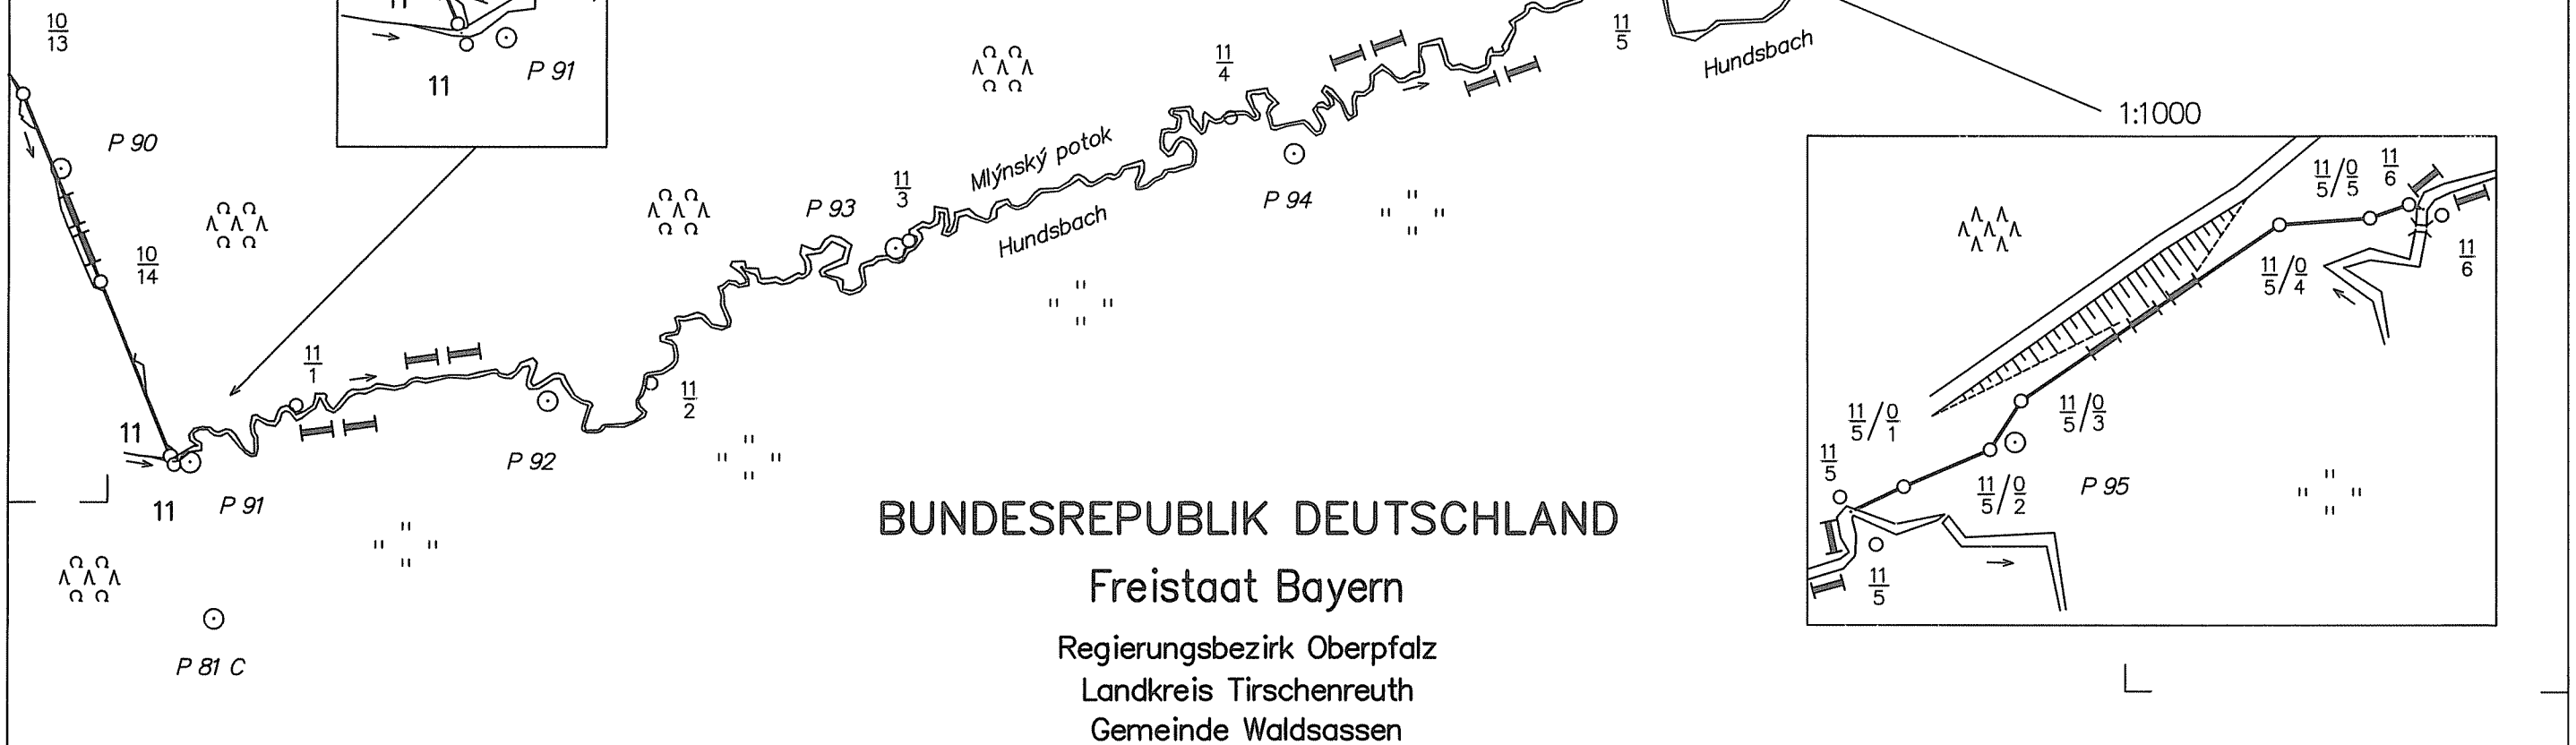 10/13
11
P 91
11
11/4
11/5
Hundsbach
1:1000
P 90
Mlýnský potok
11/3
P 93
Hundsbach
P 94
10/14
11/1
11/2
11
P 92
11
P 91
P 81 C
11/5/0/5
11/6
11/5/0/4
11/6
11/5/0/1
11/5/0/3
11/5
11/5/0/2
P 95
11/5
BUNDESREPUBLIK DEUTSCHLAND
Freistaat Bayern
Regierungsbezirk Oberpfalz
Landkreis Tirschenreuth
Gemeinde Waldsassen